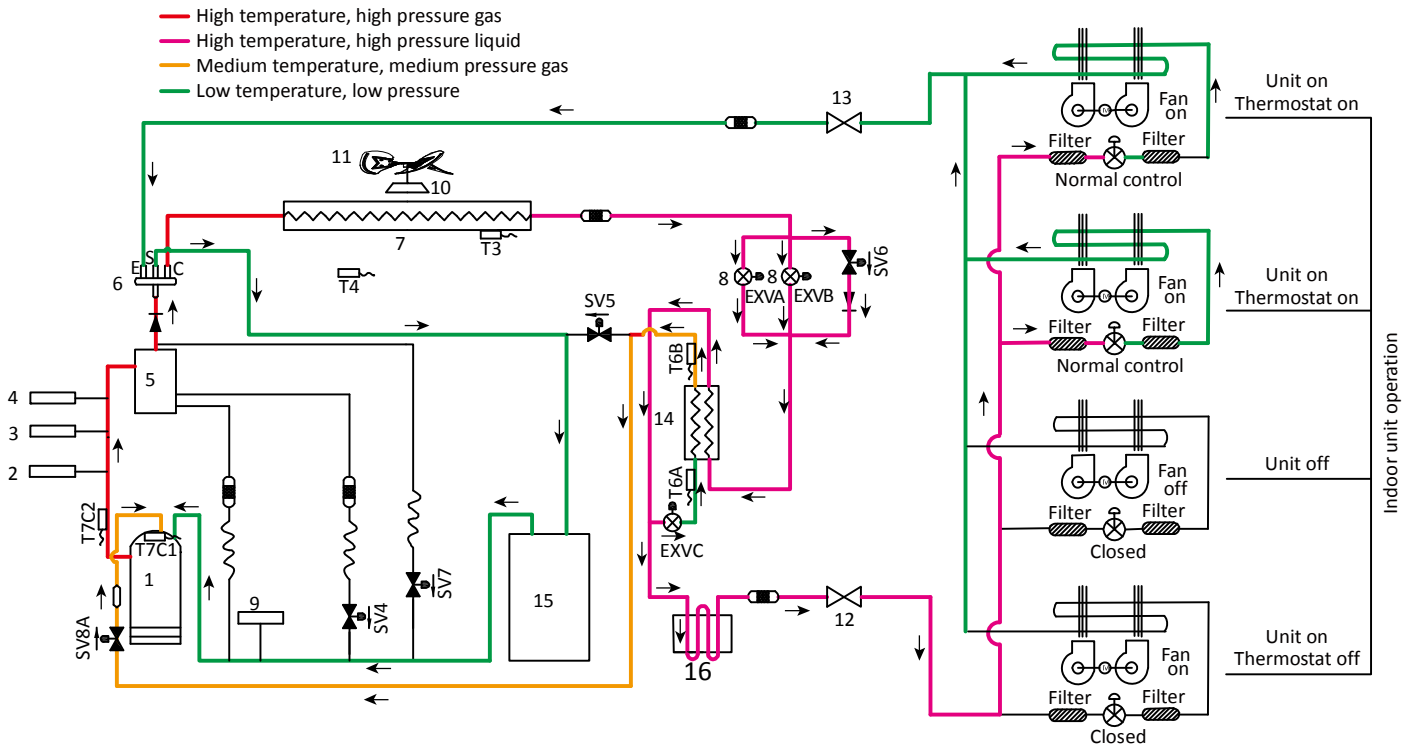 High temperature, high pressure gas
High temperature, high pressure liquid
Medium temperature, medium pressure gas
Low temperature, low pressure
13
11
10
7
T3
T4
E
S
C
6
8
8
EXVA
EXVB
SV6
SV5
T6B
5
4
3
2
14
T6A
T7C2
T7C1
EXVC
1
9
SV4
SV7
15
SV8A
16
12
Fan
on
Filter
Filter
Normal control
Unit on
Thermostat on
Fan
on
Filter
Filter
Normal control
Unit on
Thermostat on
Fan
off
Filter
Filter
Closed
Unit off
Fan
on
Filter
Filter
Closed
Unit on
Thermostat off
Indoor unit operation